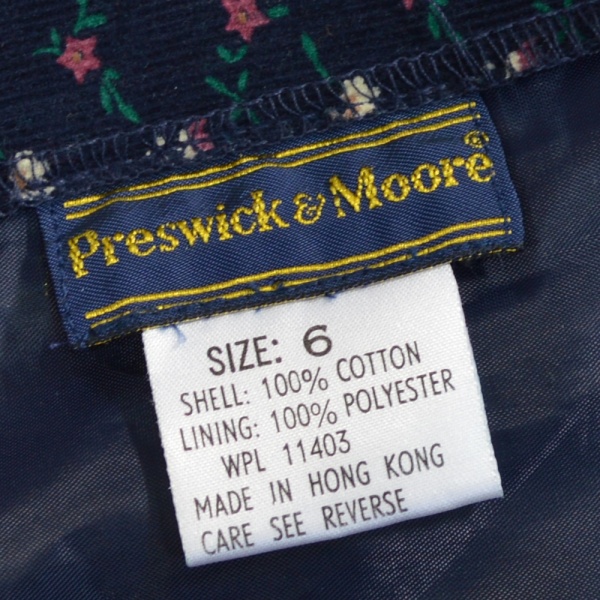 Preswick & Moore®
SIZE: 6
SHELL: 100% COTTON
LINING: 100% POLYESTER
WPL 11403
MADE IN HONG KONG
CARE SEE REVERSE